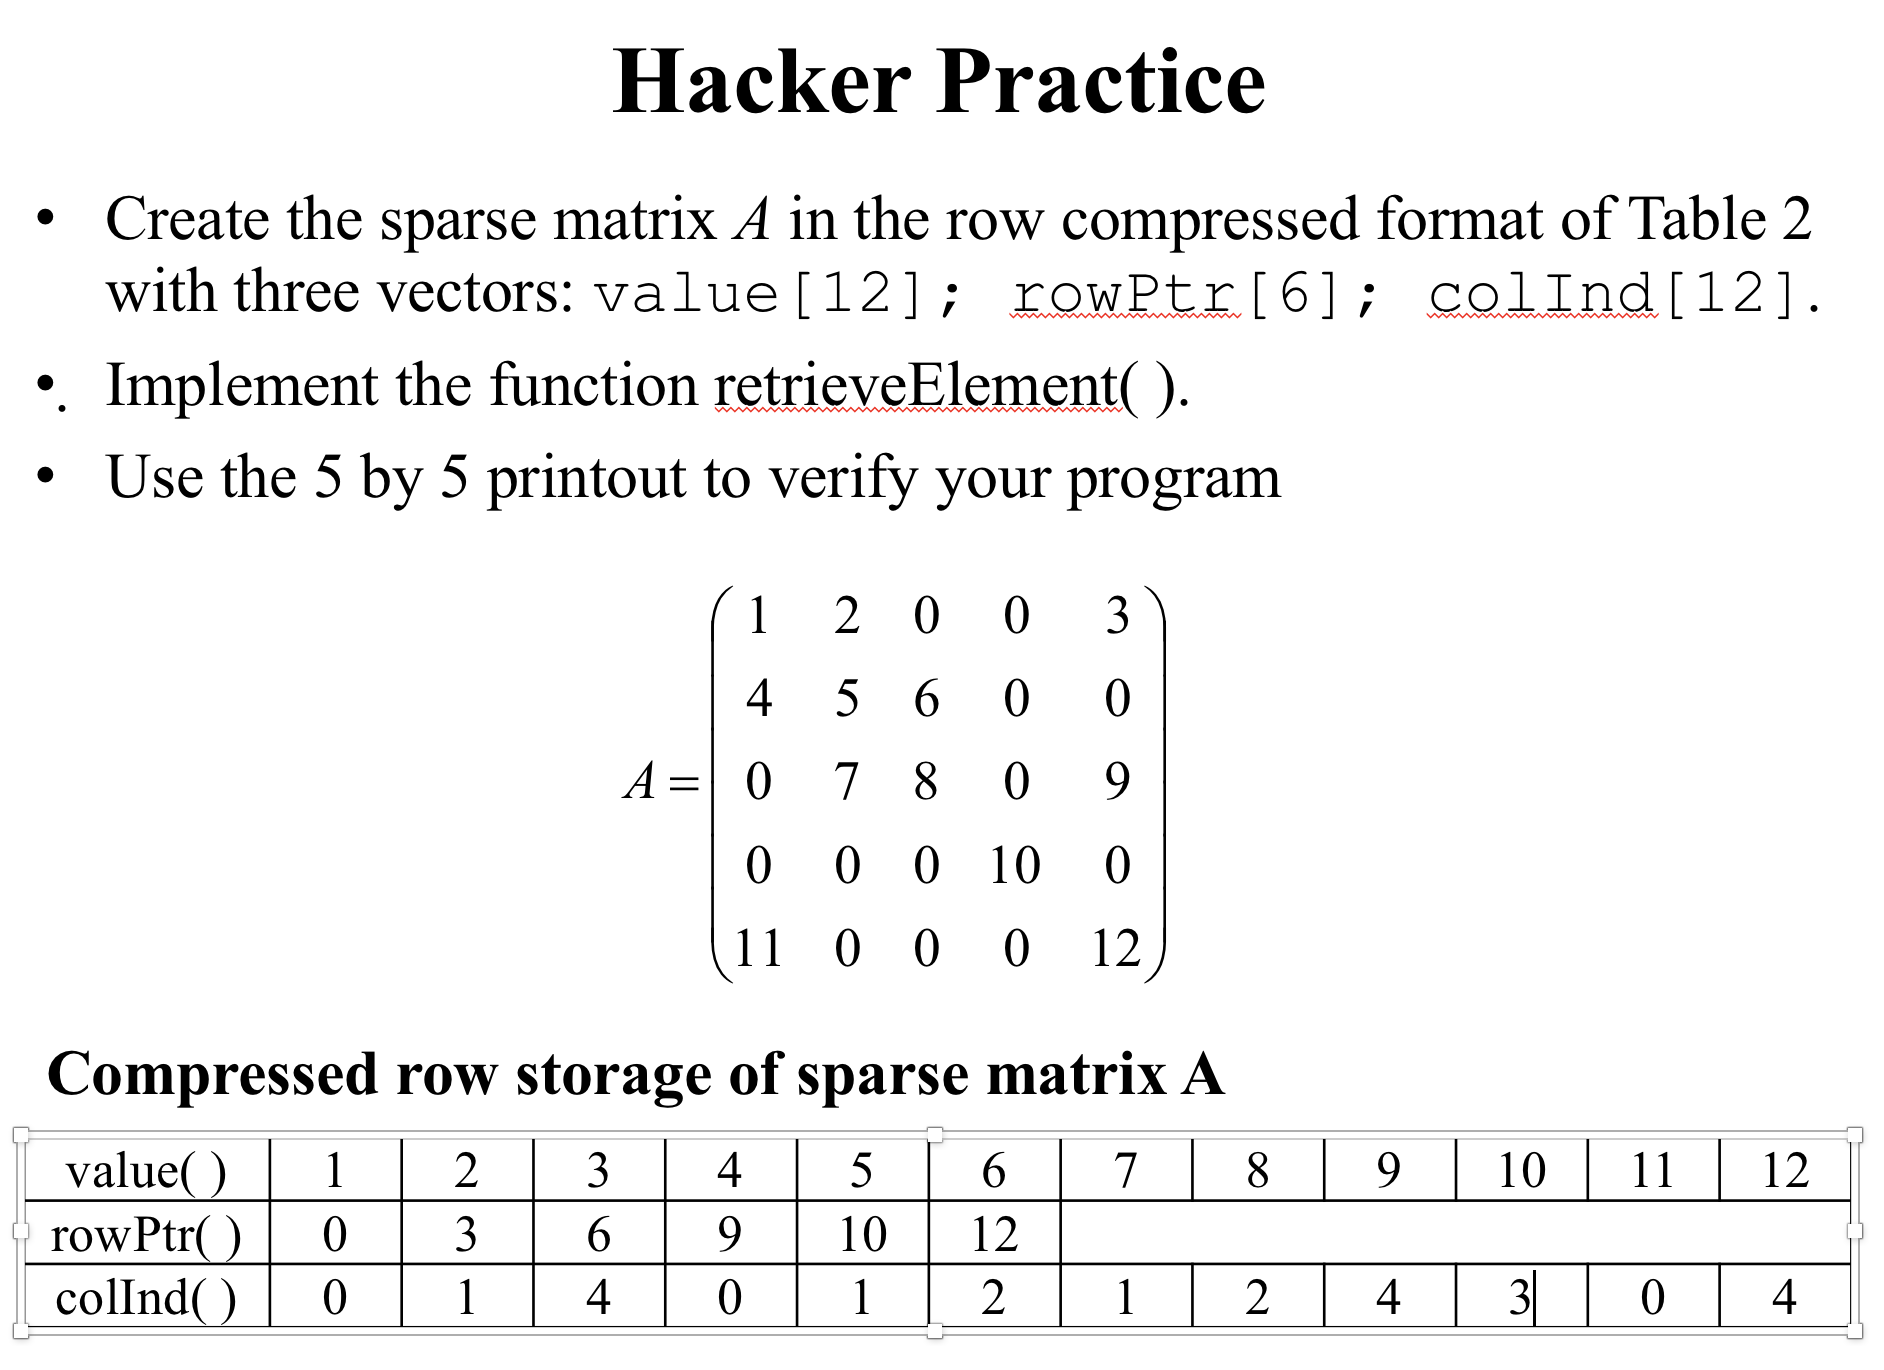 Hacker Practice
• Create the sparse matrix A in the row compressed format of Table 2
with three vectors: value[12]; rowPtr[6]; colInd[12].
•. Implement the function retrieveElement( ).
• Use the 5 by 5 printout to verify your program
1 2 0 0 3
4 5 6 0 0
A = 0 7 8 0 9
0 0 0 10 0
11 0 0 0 12
Compressed row storage of sparse matrix A
value( ) 1 2 3 4 5 6 7 8 9 10 11 12
rowPtr( ) 0 3 6 9 10 12
colInd( ) 0 1 4 0 1 2 1 2 4 3 0 4